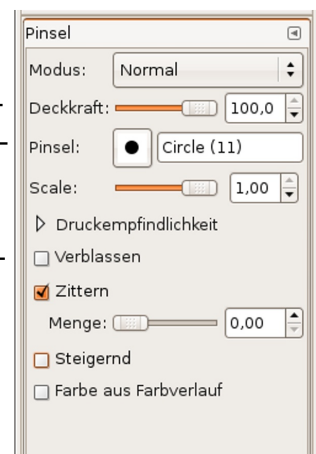 Pinsel
Modus: Normal
Deckkraft: 100,0
Pinsel: Circle (11)
Scale: 1,00
Druckempfindlichkeit
Verblassen
Zittern
Menge: 0,00
Steigernd
Farbe aus Farbverlauf